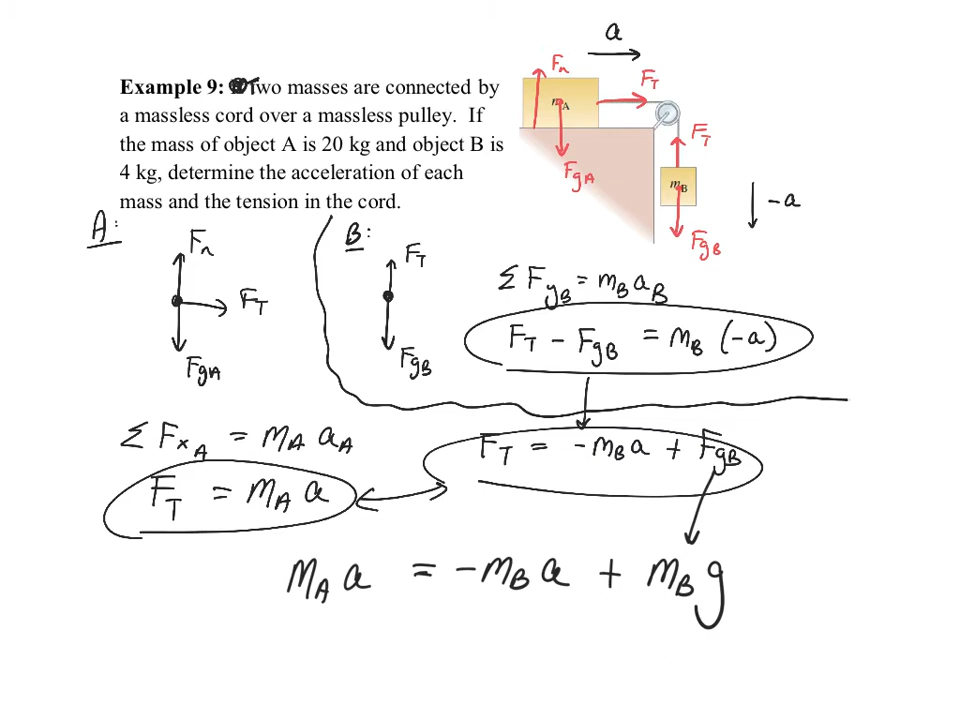 a
Example 9: Two masses are connected by
a massless cord over a massless pulley. If
the mass of object A is 20 kg and object B is
4 kg, determine the acceleration of each
mass and the tension in the cord.
Fn
FT
mA
FgA
FT
mB
FgB
-a
A:
Fn
FT
FgA
B:
FT
FgB
Σ FyB = mB aB
FT - FgB = mB (-a)
Σ FxA = mA aA
FT = mA a
FT = -mB a + FgB
mA a = -mB a + mB g